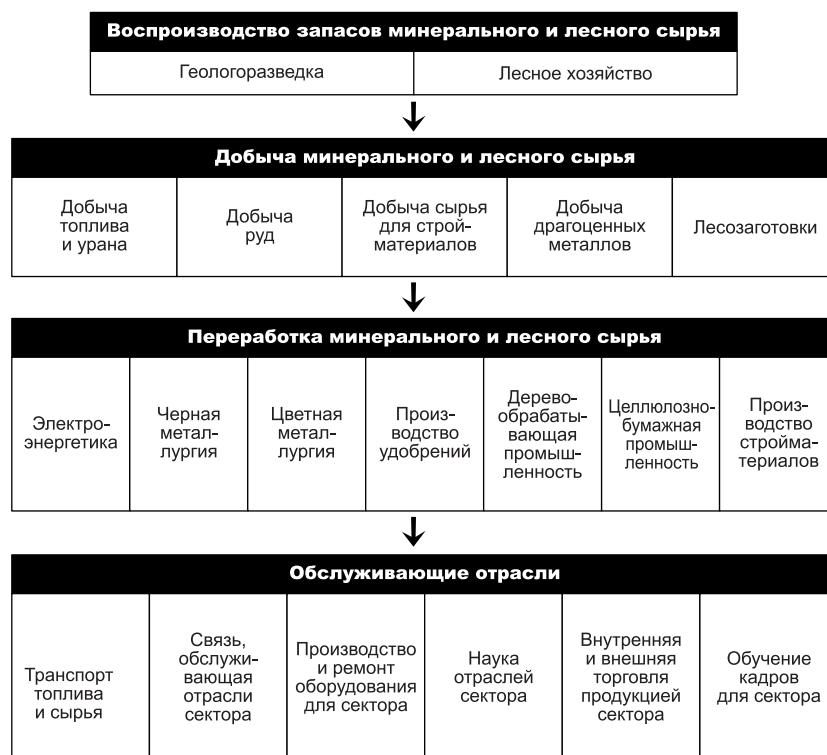 Воспроизводство запасов минерального и лесного сырья
Геологоразведка
Лесное хозяйство
Добыча минерального и лесного сырья
Добыча
топлива
и урана
Добыча
руд
Добыча сырья
для строй-
материалов
Добыча
драгоценных
металлов
Лесозаготовки
Переработка минерального и лесного сырья
Электро-
энергетика
Черная
метал-
лургия
Цветная
метал-
лургия
Произ-
водство
удобрений
Дерево-
обрабаты-
вающая
промыш-
ленность
Целлюлозно-
бумажная
промыш-
ленность
Произ-
водство
стройма-
териалов
Обслуживающие отрасли
Транспорт
топлива
и сырья
Связь,
обслужи-
вающая
отрасли
сектора
Производство
и ремонт
оборудования
для сектора
Наука
отраслей
сектора
Внутренняя
и внешняя
торговля
продукцией
сектора
Обучение
кадров
для сектора